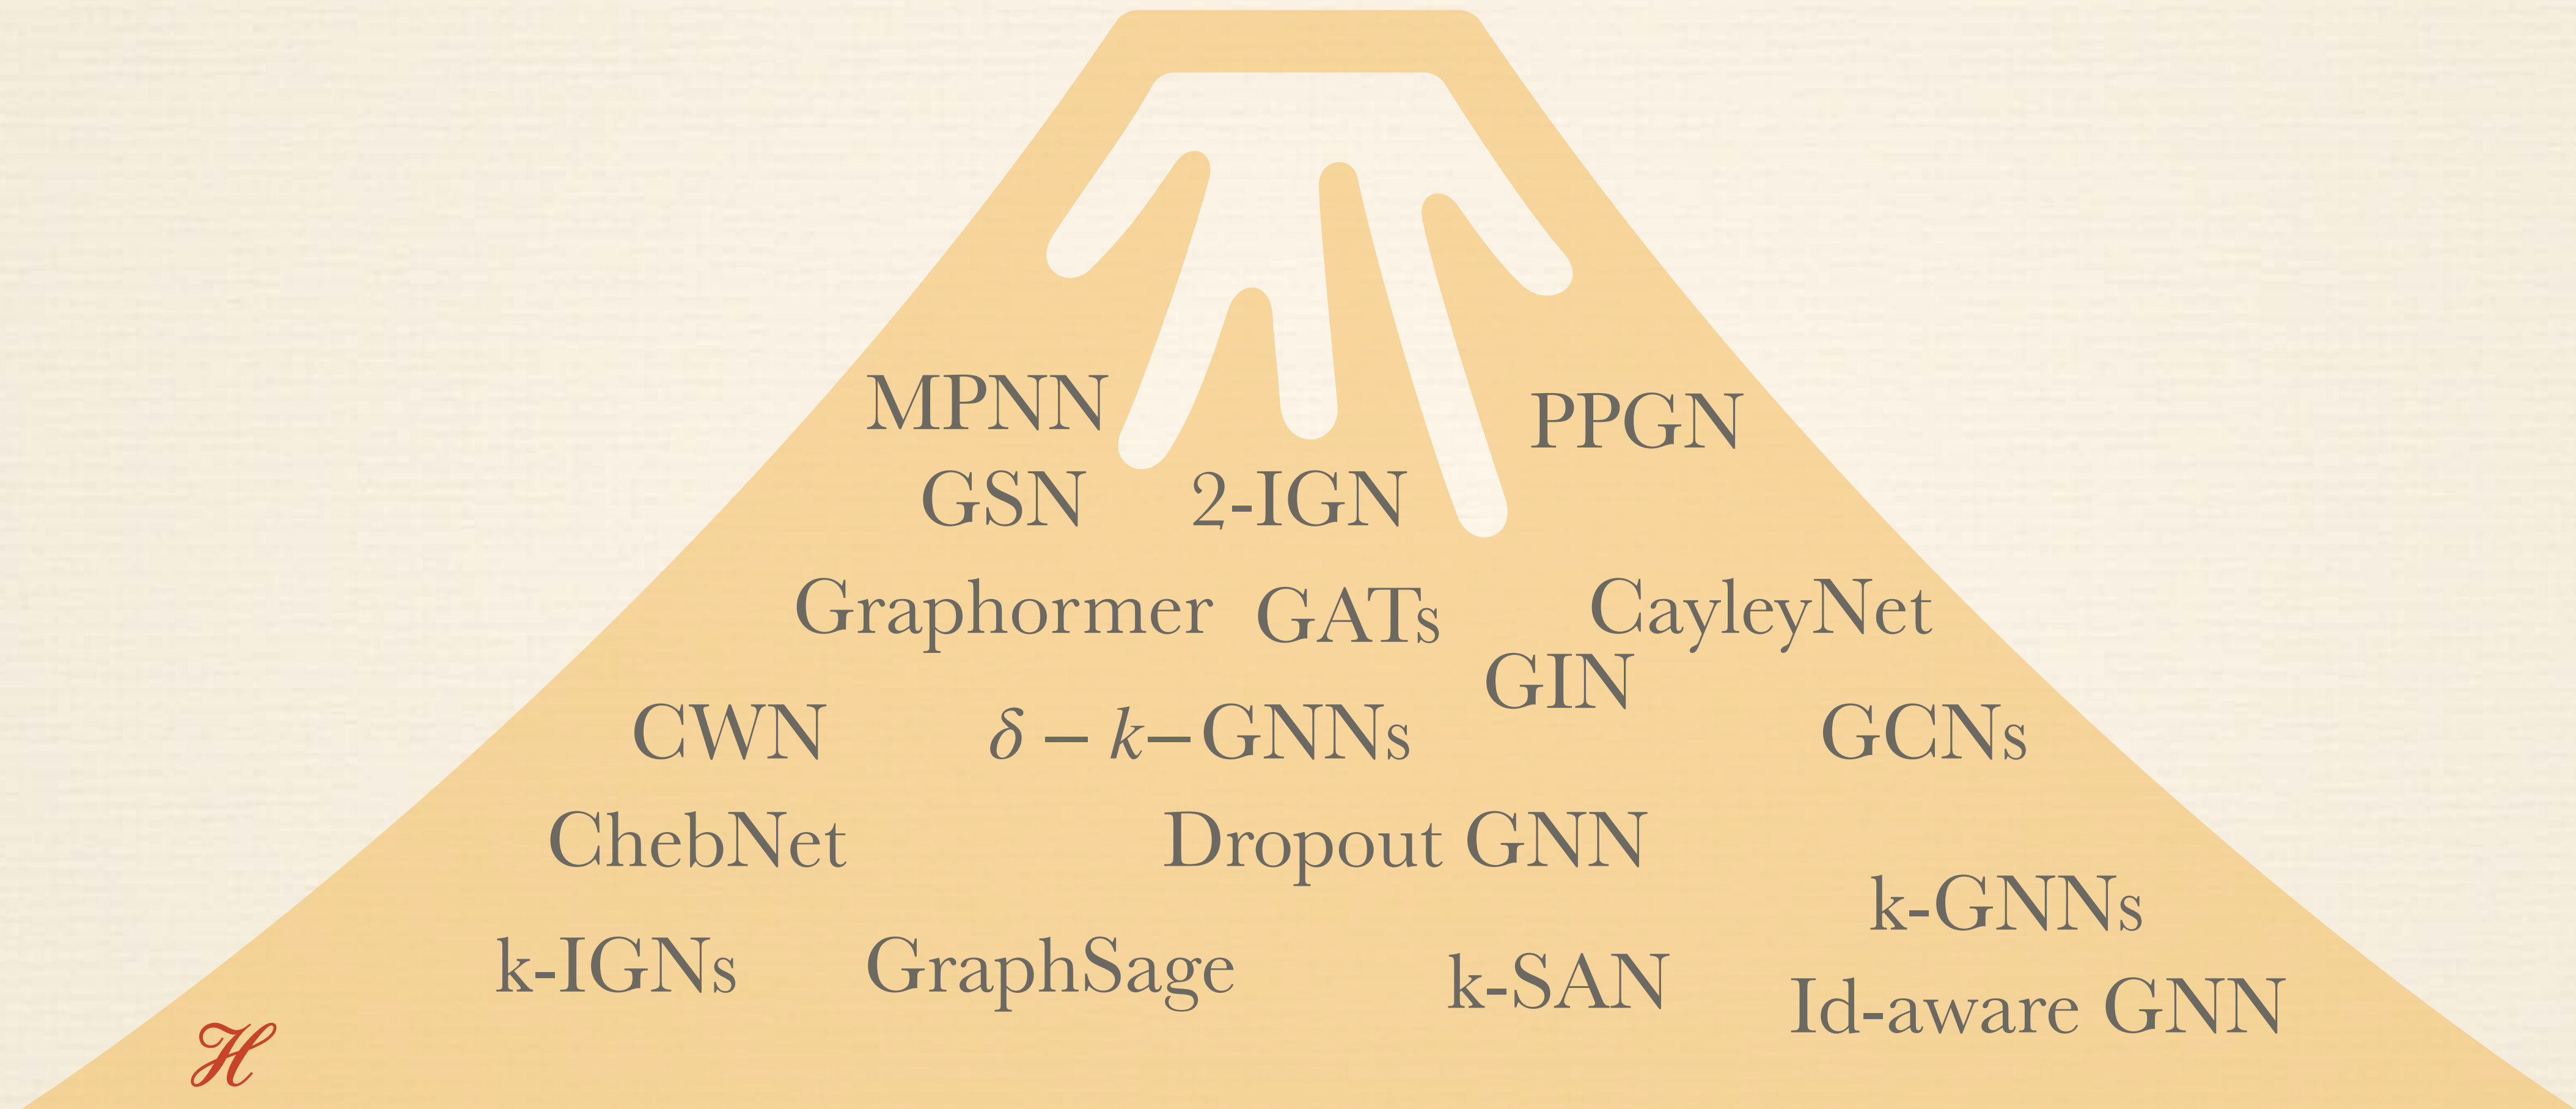 MPNN
PPGN
GSN
2-IGN
Graphormer
GATs
CayleyNet
GIN
CWN
δ – k–GNNs
GCNs
ChebNet
Dropout GNN
k-GNNs
k-IGNs
GraphSage
k-SAN
Id-aware GNN
ℋ